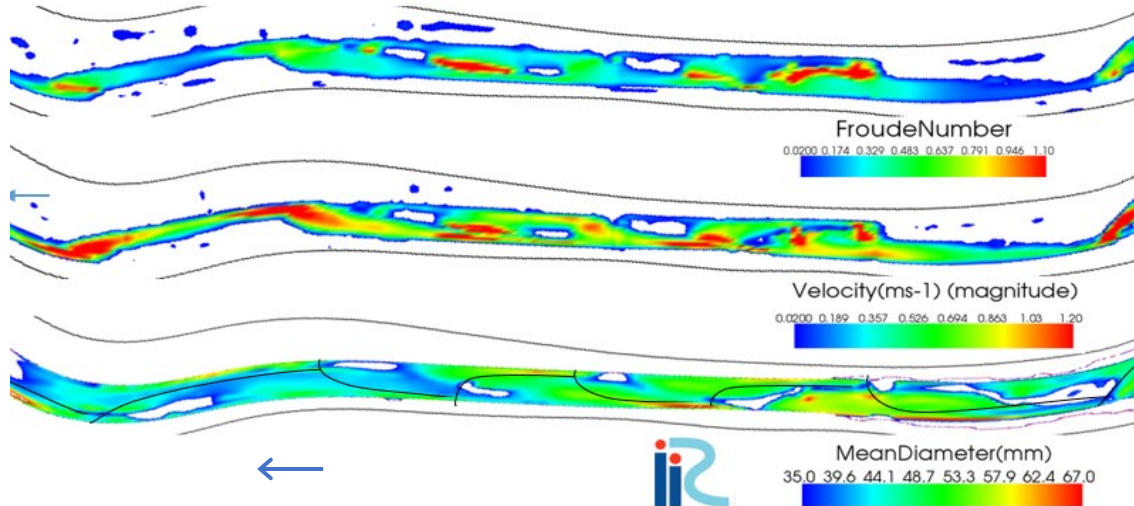 FroudeNumber
0.0200 0.174 0.329 0.483 0.637 0.791 0.946 1.10
Velocity(ms-1) (magnitude)
0.0200 0.189 0.357 0.526 0.694 0.863 1.03 1.20
MeanDiameter(mm)
35.0 39.6 44.1 48.7 53.3 57.9 62.4 67.0